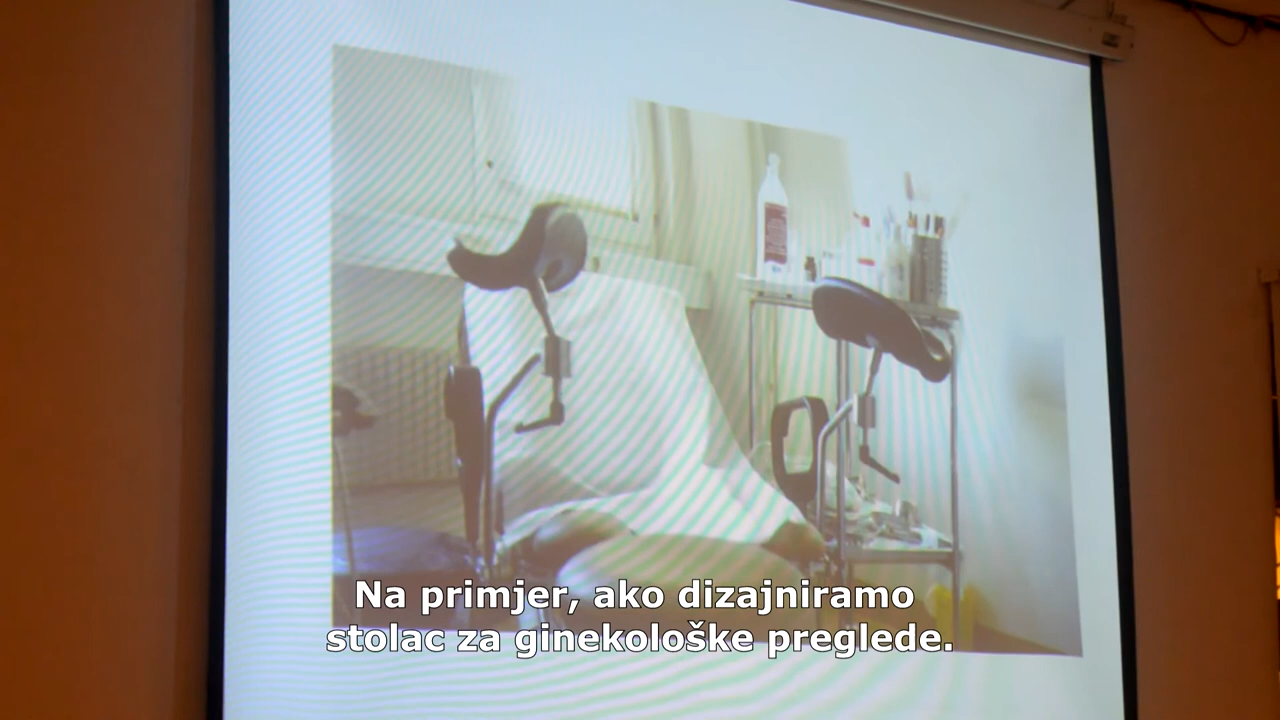 Na primjer, ako dizajniramo
stolac za ginekološke preglede.